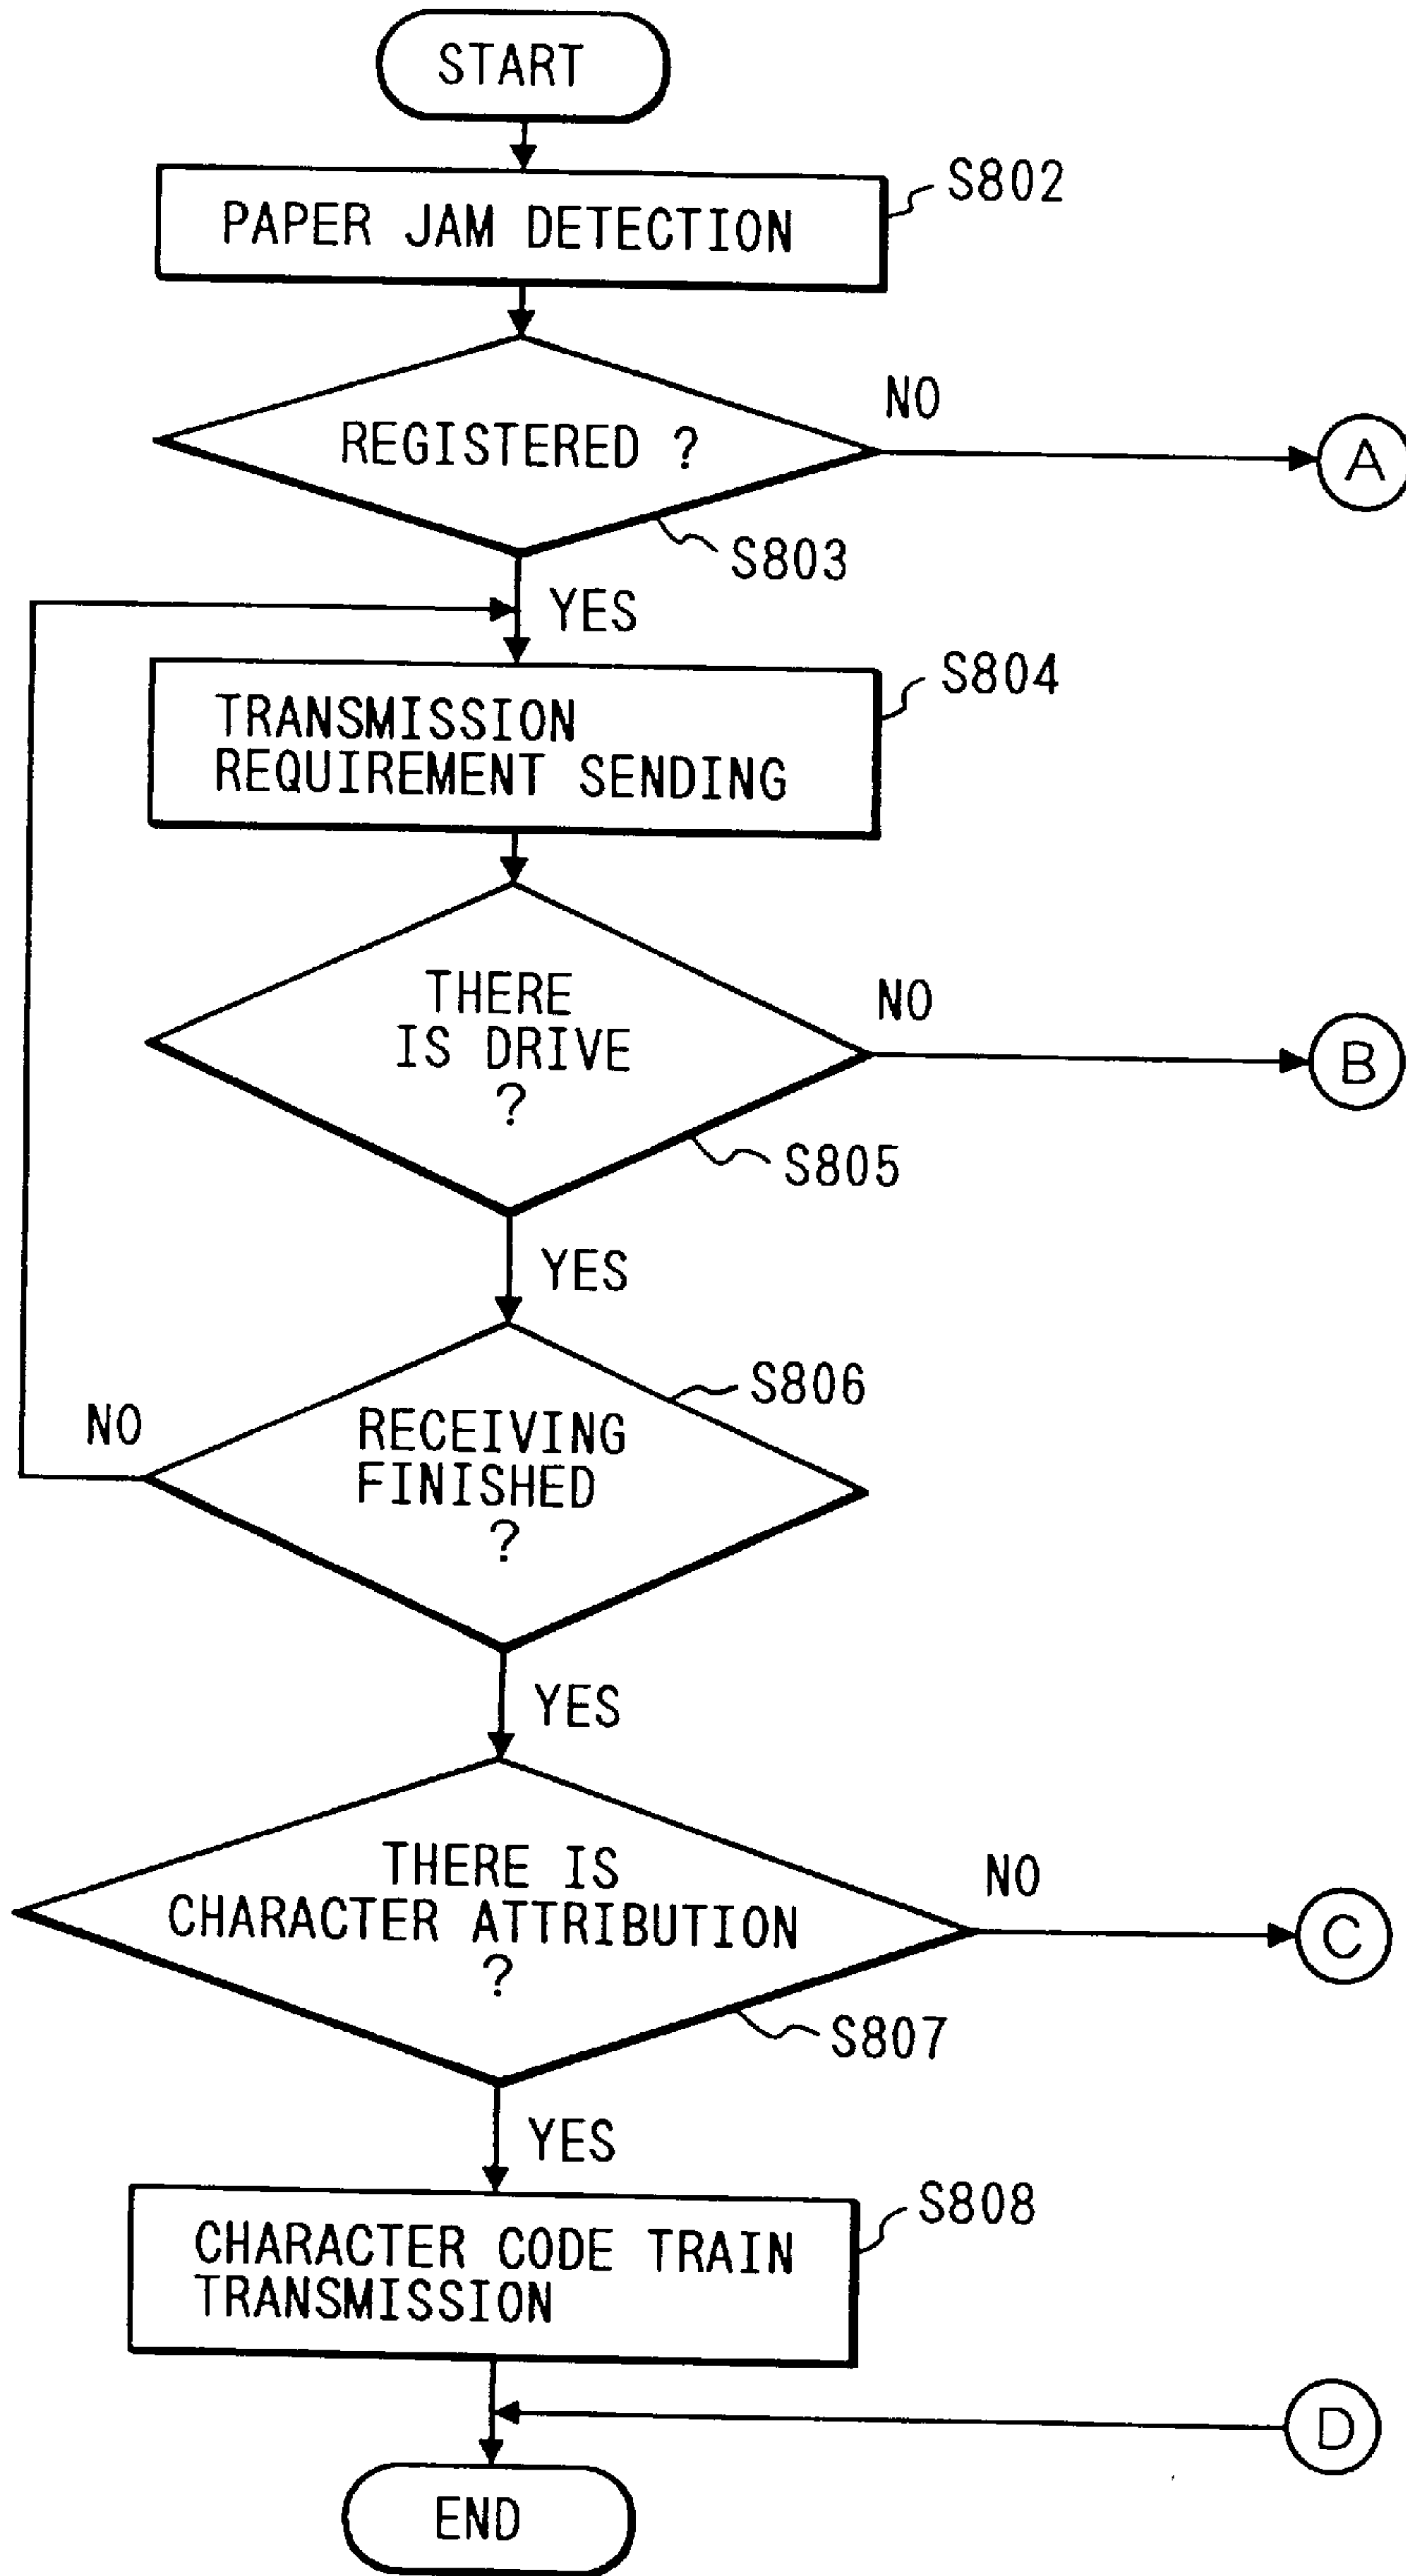 START
PAPER JAM DETECTION
S802
REGISTERED ?
NO
A
S803
YES
TRANSMISSION
REQUIREMENT SENDING
S804
THERE
IS DRIVE
?
NO
B
S805
YES
S806
RECEIVING
FINISHED
?
NO
YES
THERE IS
CHARACTER ATTRIBUTION
?
NO
C
S807
YES
CHARACTER CODE TRAIN
TRANSMISSION
S808
D
END